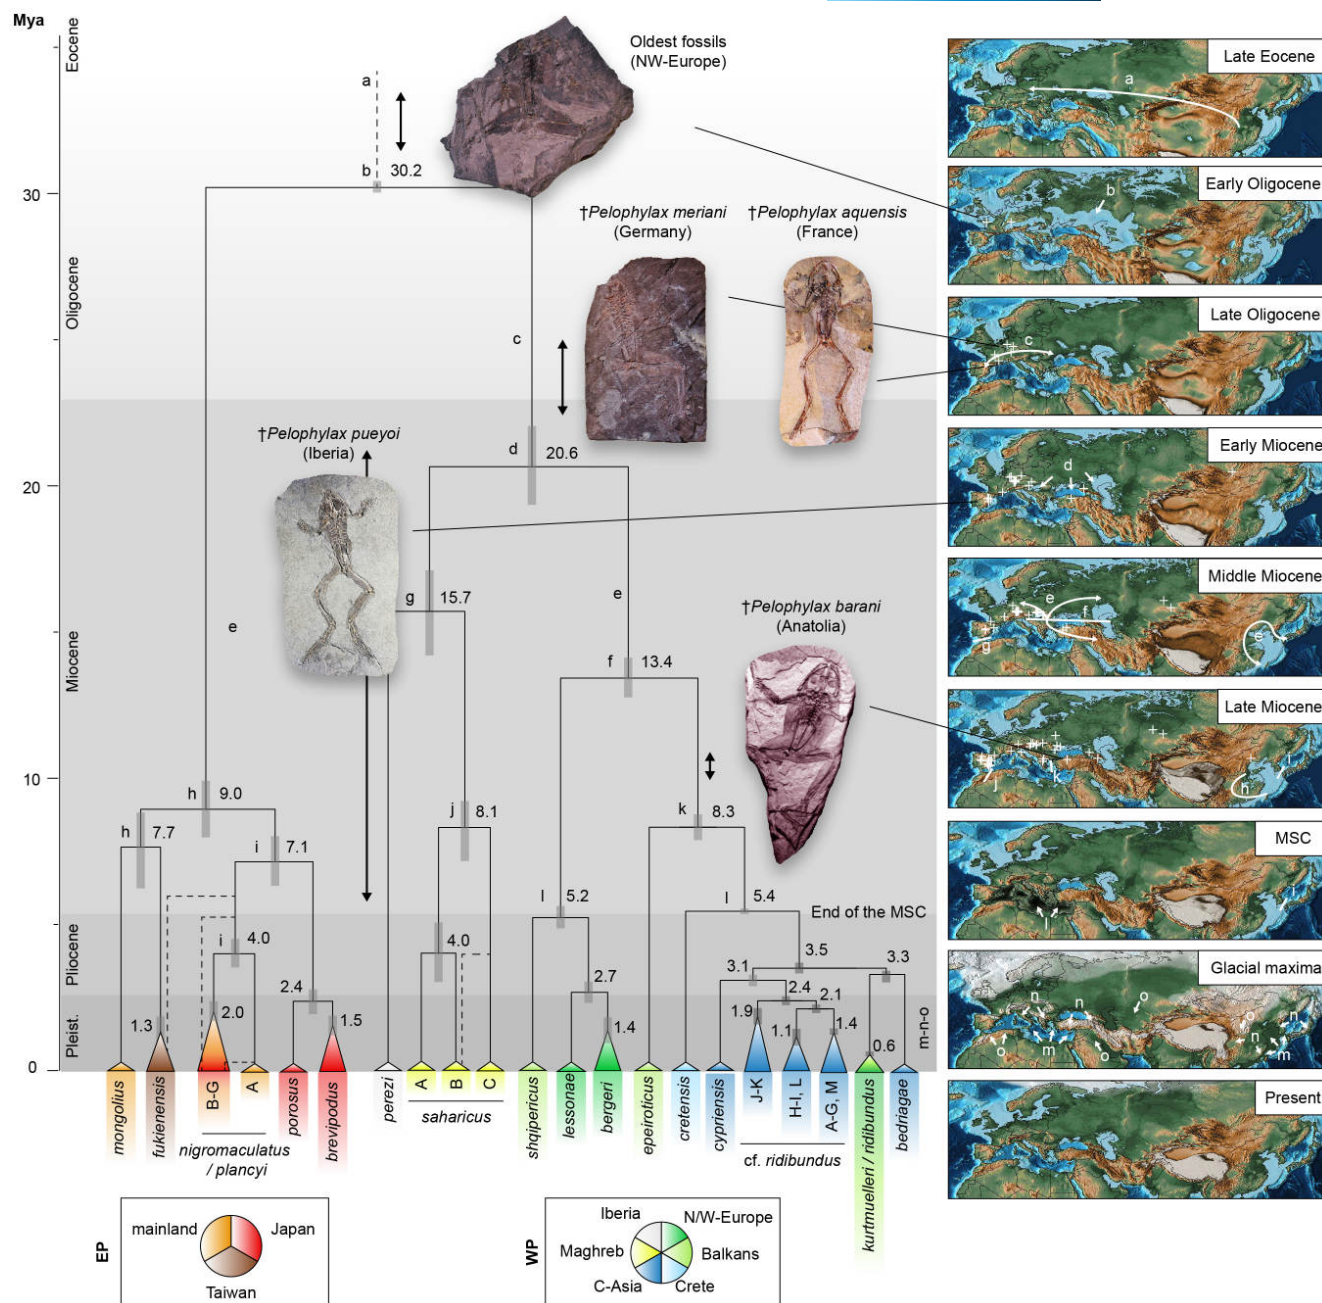 Mya
Eocene
Oligocene
Miocene
Pliocene
Pleist.
30
20
10
0
Oldest fossils
(NW-Europe)
a
b
30.2
†Pelophylax meriani
(Germany)
†Pelophylax aquensis
(France)
c
d
20.6
†Pelophylax pueyoi
(Iberia)
g
15.7
e
e
†Pelophylax barani
(Anatolia)
f
13.4
h
9.0
h
7.7
i
7.1
j
8.1
k
8.3
l
5.2
l
5.4
End of the MSC
i
4.0
4.0
3.5
3.3
3.1
2.7
2.4
2.4
2.1
2.0
1.9
1.5
1.4
1.4
1.3
1.1
0.6
m-n-o
mongolius
fukienensis
B-G
A
porosus
brevipodus
nigromaculatus
/ plancyi
perezi
A
B
C
saharicus
shqipericus
lessonae
bergeri
epeiroticus
cretensis
cypriensis
J-K
H-I, L
A-G, M
cf. ridibundus
kurtmuelleri / ridibundus
bedriagae
EP
mainland
Japan
Taiwan
WP
Iberia
N/W-Europe
Maghreb
Balkans
C-Asia
Crete
Late Eocene
a
Early Oligocene
b
Late Oligocene
c
Early Miocene
d
Middle Miocene
e
f
g
e
Late Miocene
i
j
k
h
MSC
i
l
Glacial maxima
n
n
o
o
n
n
o
m
o
m
Present